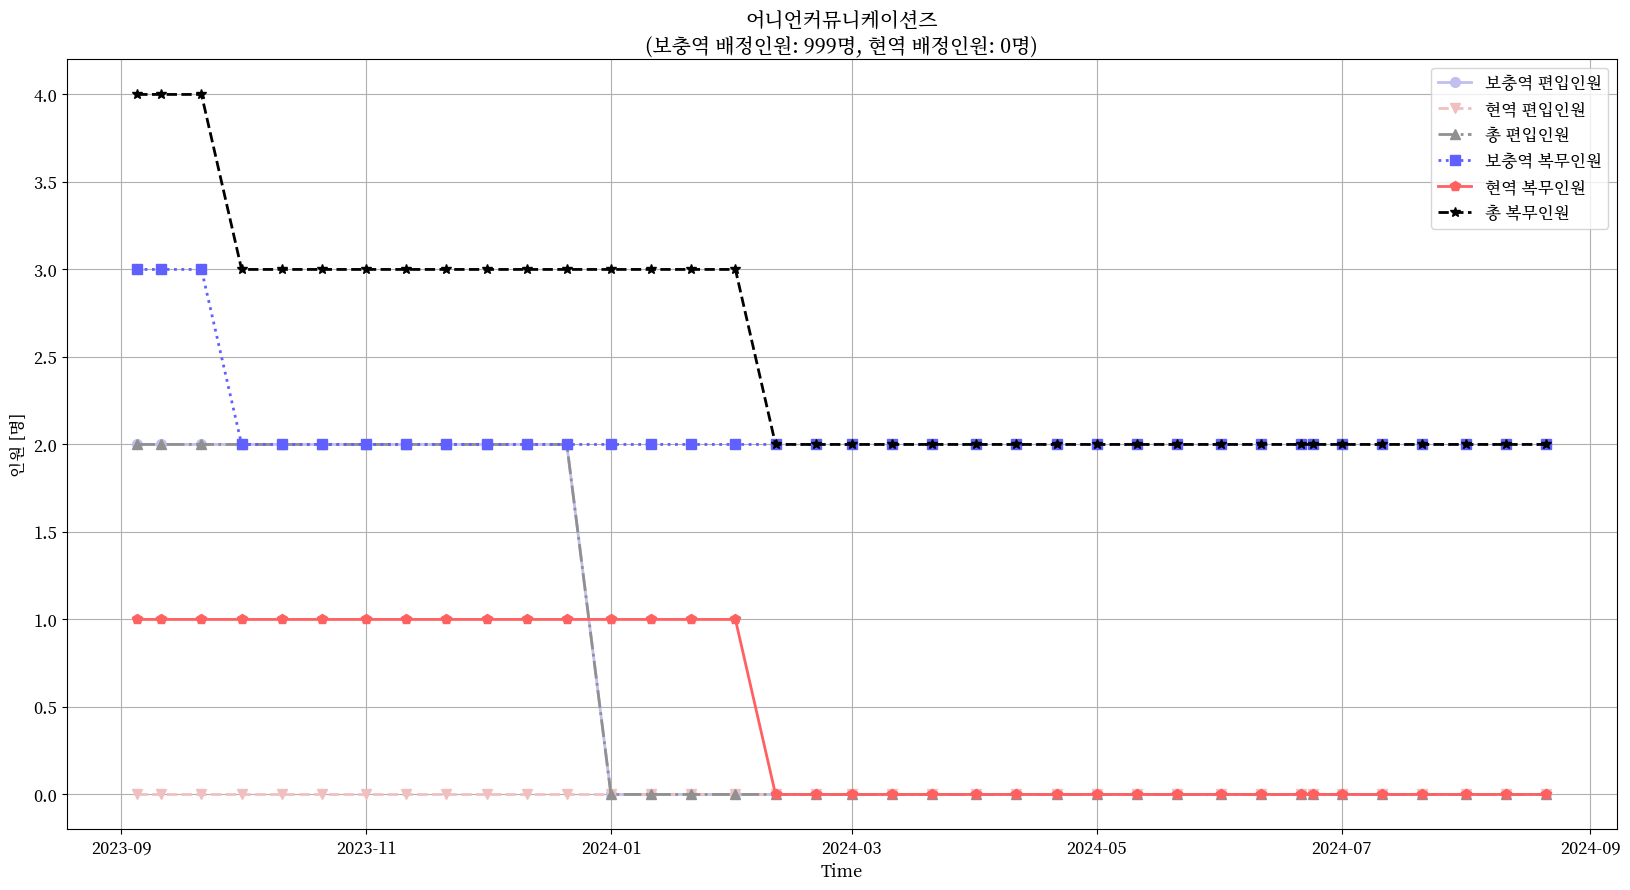 어니언커뮤니케이션즈
(보충역 배정인원: 999명, 현역 배정인원: 0명)
보충역 편입인원
현역 편입인원
총 편입인원
보충역 복무인원
현역 복무인원
총 복무인원
인원 [명]
4.0
3.5
3.0
2.5
2.0
1.5
1.0
0.5
0.0
2023-09
2023-11
2024-01
2024-03
2024-05
2024-07
2024-09
Time